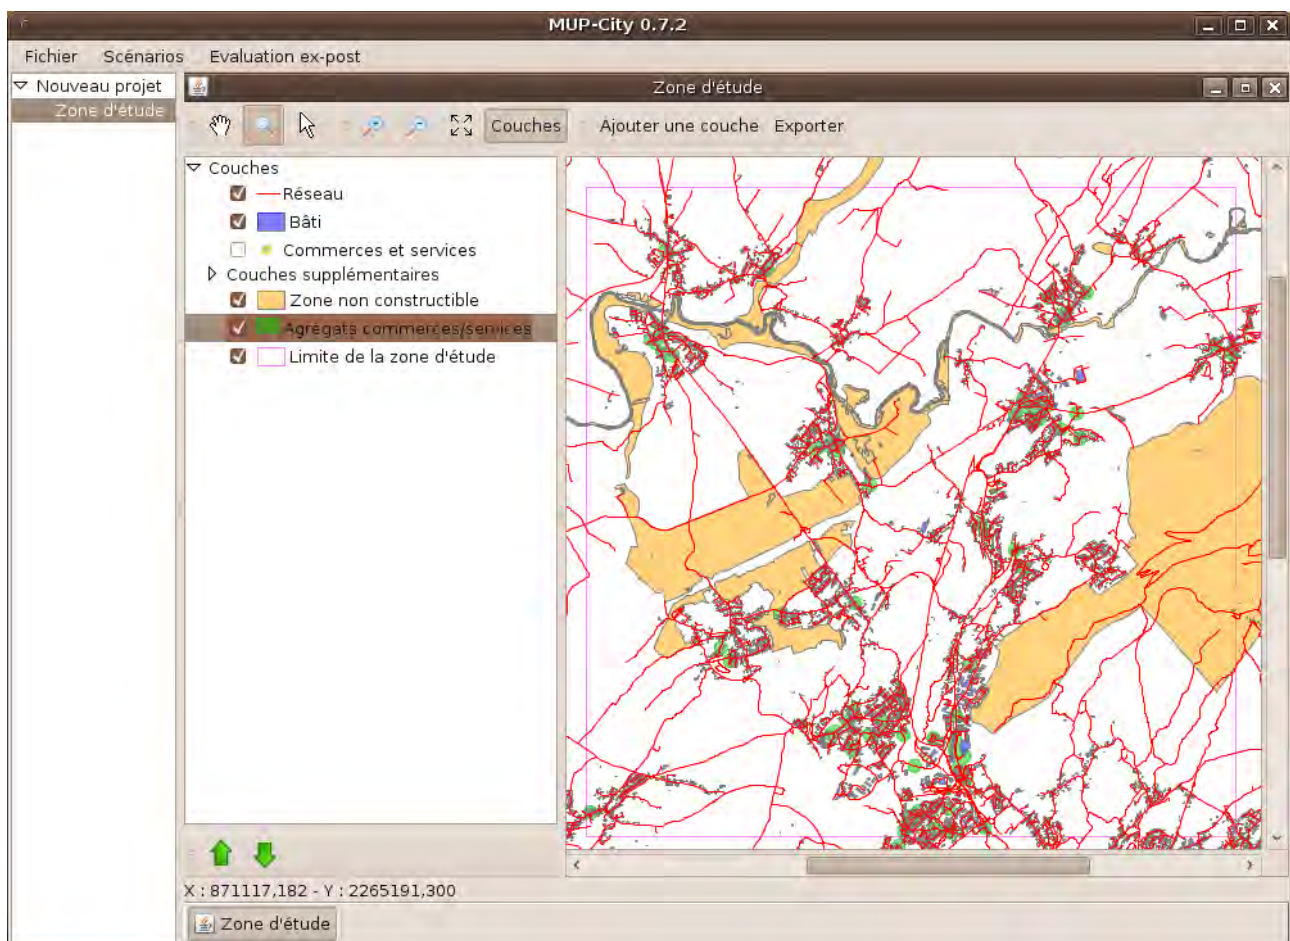 MUP-City 0.7.2
Fichier Scénarios Evaluation ex-post
Nouveau projet
Zone d'étude
Zone d'étude
Couches Ajouter une couche Exporter
Couches
Réseau
Bâti
Commerces et services
Couches supplémentaires
Zone non constructible
Agrégats commerces/services
Limite de la zone d'étude
X : 871117,182 - Y : 2265191,300
Zone d'étude